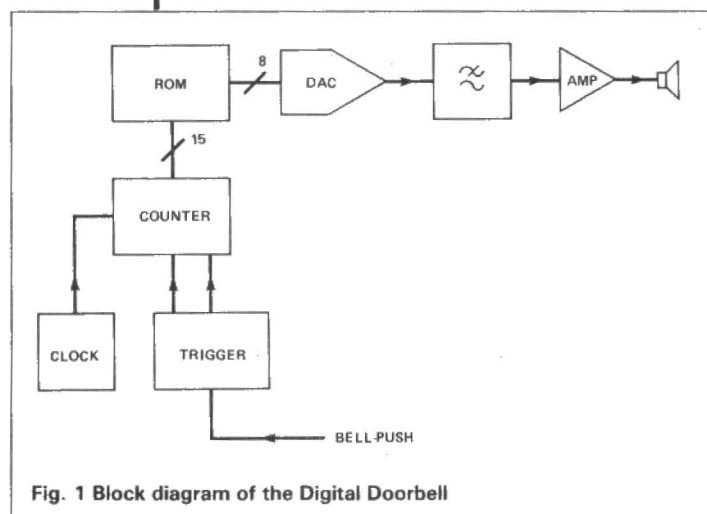 8
ROM
DAC
AMP
15
COUNTER
CLOCK
TRIGGER
BELL-PUSH
Fig. 1 Block diagram of the Digital Doorbell